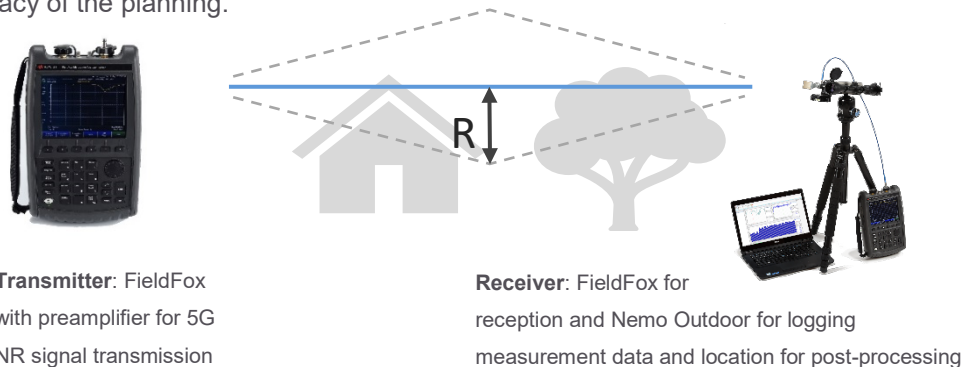 acy of the planning.
R
Transmitter: FieldFox
with preamplifier for 5G
NR signal transmission
Receiver: FieldFox for
reception and Nemo Outdoor for logging
measurement data and location for post-processing